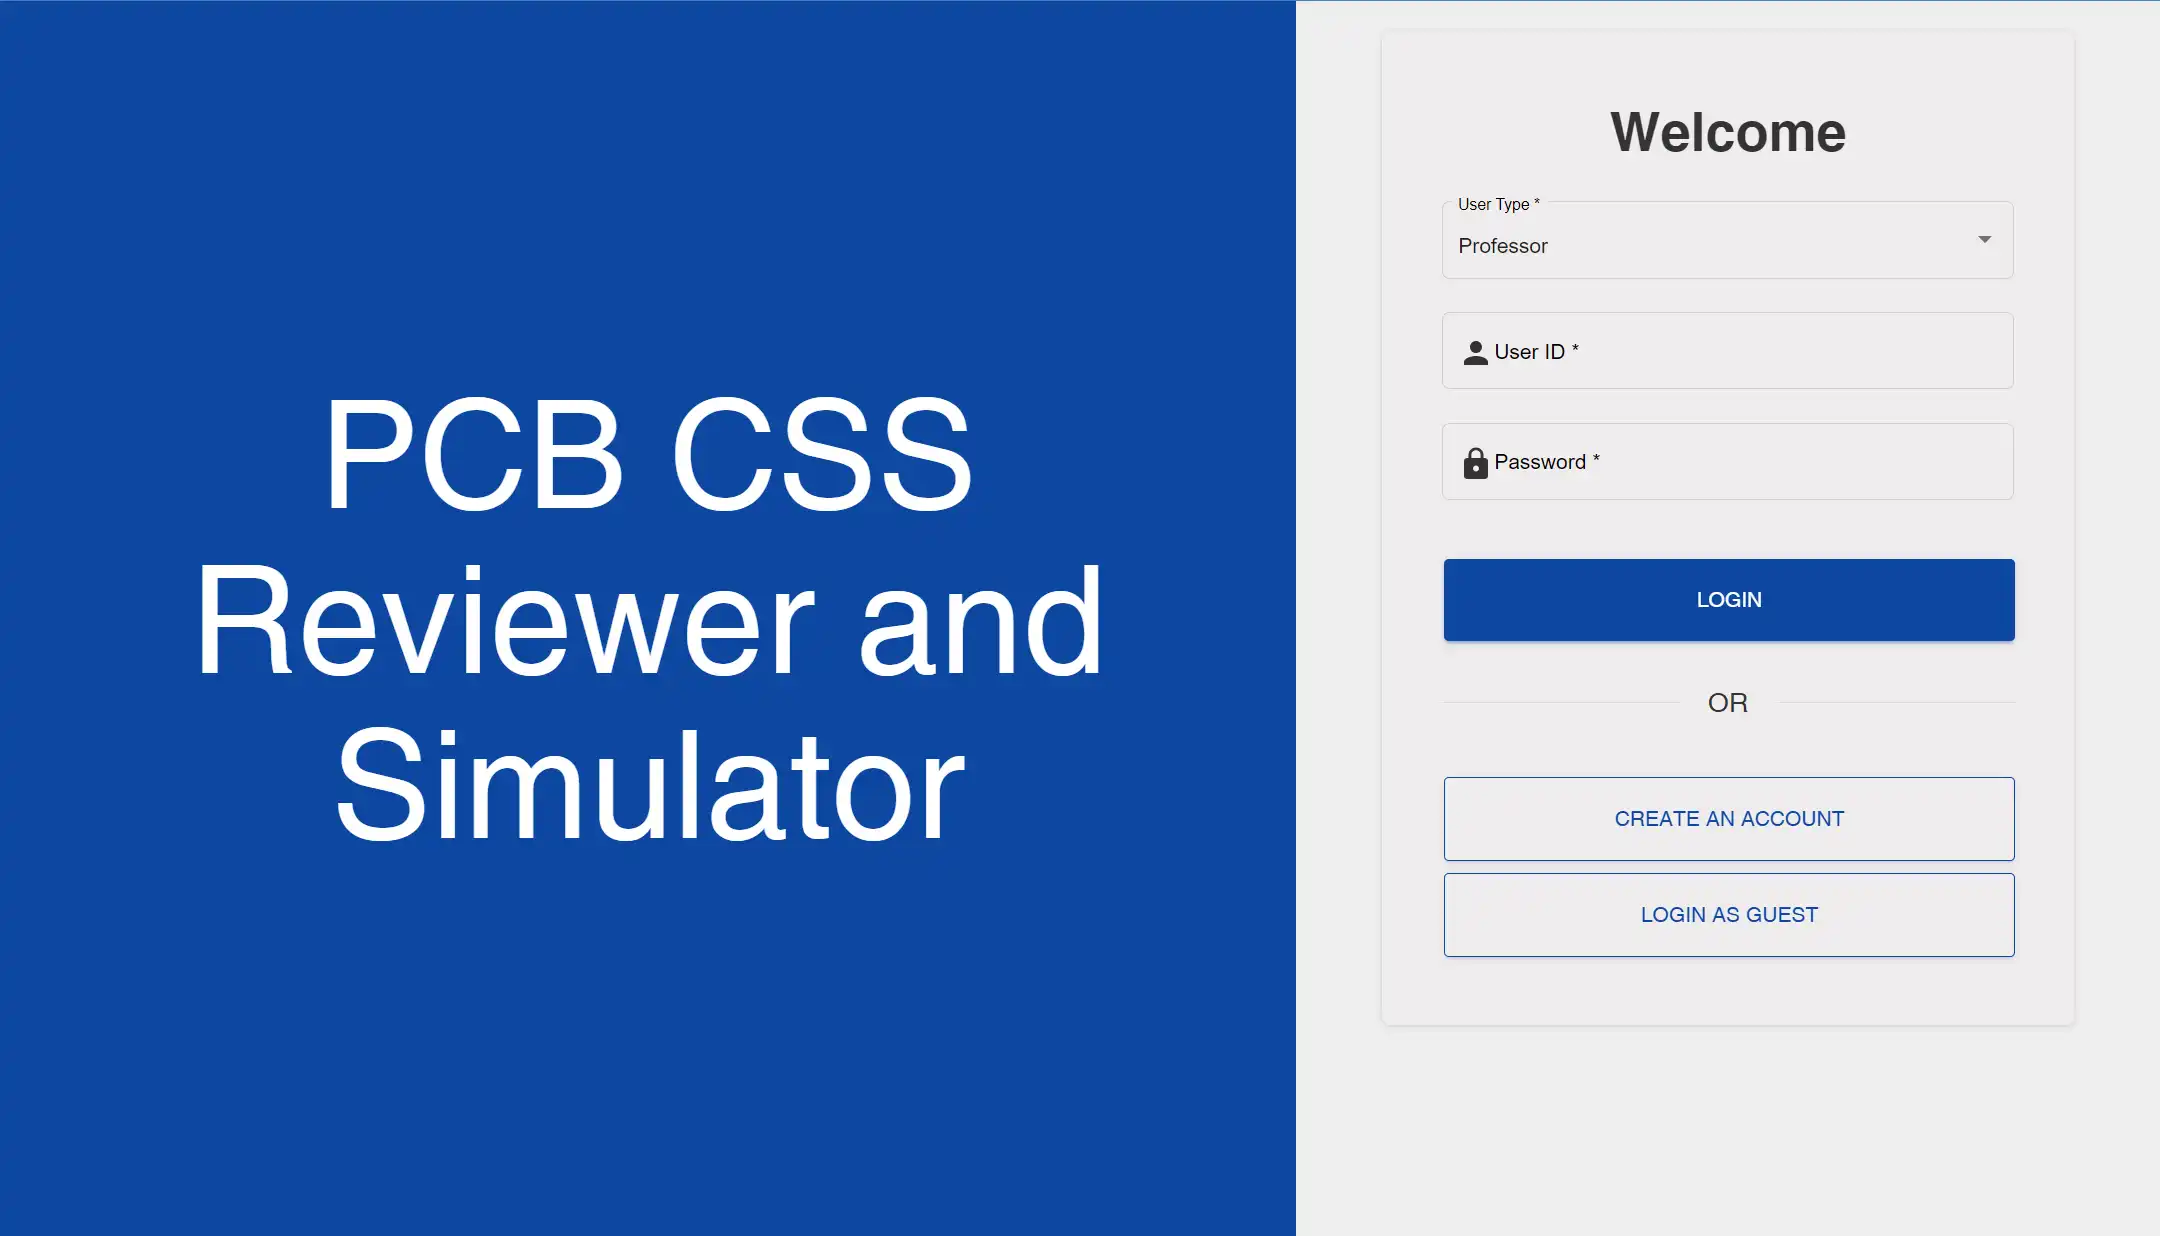 PCB CSS
Reviewer and
Simulator
Welcome
User Type *
Professor
User ID *
Password *
LOGIN
OR
CREATE AN ACCOUNT
LOGIN AS GUEST